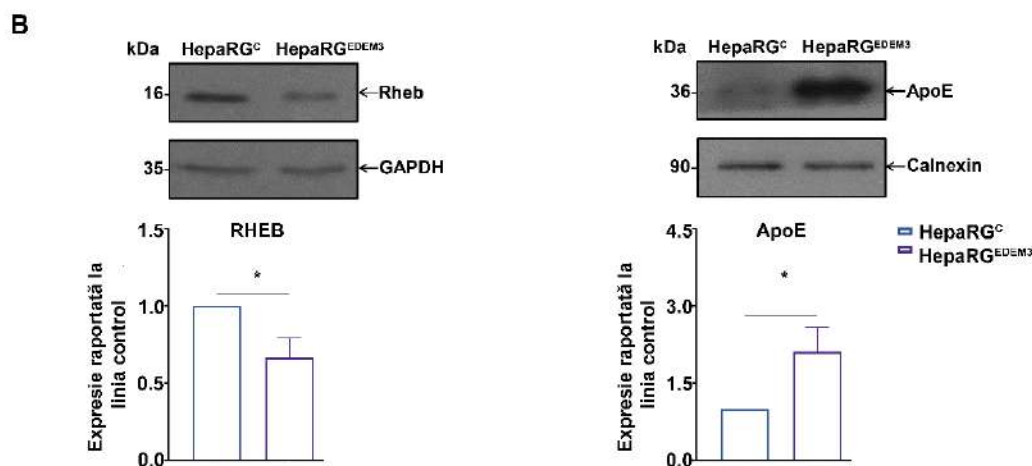 B
kDa HepaRG^C HepaRG^EDEM3
16 Rheb
35 GAPDH
RHEB
*
1.5
1.0
0.5
0.0
Expresie raportată la
linia control
kDa HepaRG^C HepaRG^EDEM3
36 ApoE
90 Calnexin
ApoE
*
4.5
3.0
1.5
0.0
Expresie raportată la
linia control
HepaRG^C
HepaRG^EDEM3